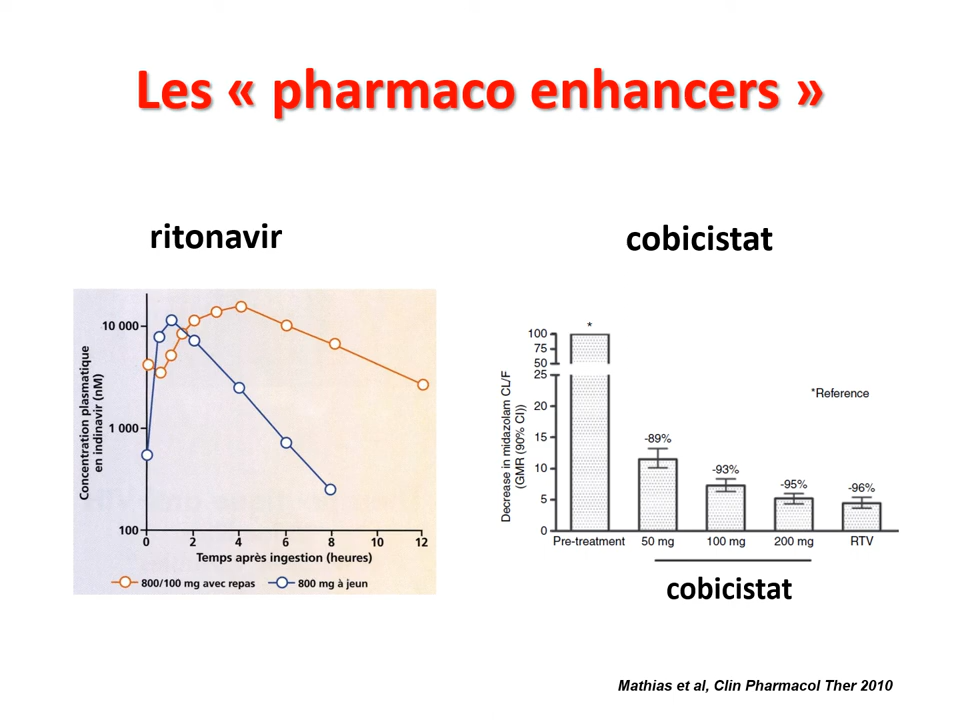 Les « pharmaco enhancers »
ritonavir
cobicistat
Concentration plasmatique
en indinavir (nM)
10 000
1 000
100
0 2 4 6 8 10 12
Temps après ingestion (heures)
800/100 mg avec repas 800 mg à jeun
Decrease in midazolam CL/F
(GMR (90% CI))
100
75
50
25
20
15
10
5
0
*
*Reference
-89%
-93%
-95%
-96%
Pre-treatment 50 mg 100 mg 200 mg RTV
cobicistat
Mathias et al, Clin Pharmacol Ther 2010